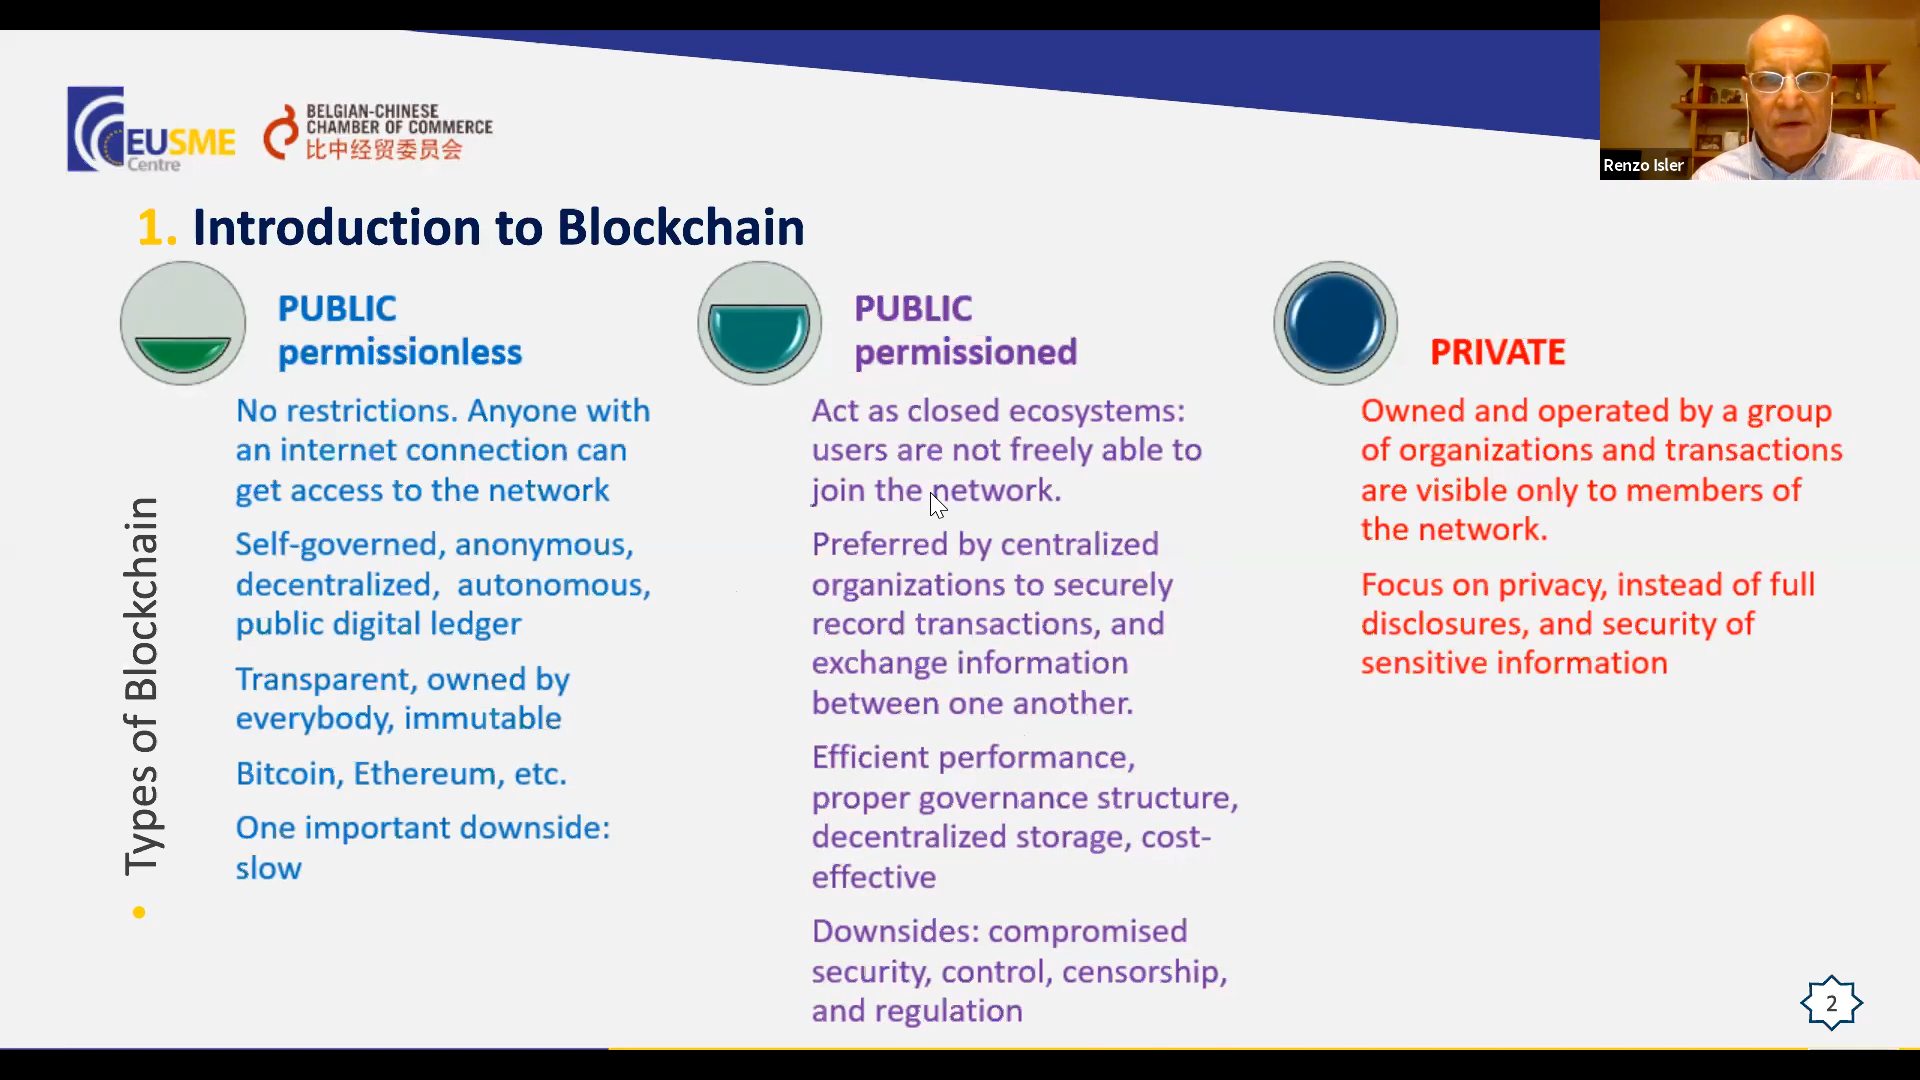 EUSME
Centre
BELGIAN-CHINESE
CHAMBER OF COMMERCE
比中经贸委员会
Renzo Isler
1. Introduction to Blockchain
• Types of Blockchain
PUBLIC
permissionless
No restrictions. Anyone with
an internet connection can
get access to the network
Self-governed, anonymous,
decentralized, autonomous,
public digital ledger
Transparent, owned by
everybody, immutable
Bitcoin, Ethereum, etc.
One important downside:
slow
PUBLIC
permissioned
Act as closed ecosystems:
users are not freely able to
join the network.
Preferred by centralized
organizations to securely
record transactions, and
exchange information
between one another.
Efficient performance,
proper governance structure,
decentralized storage, cost-
effective
Downsides: compromised
security, control, censorship,
and regulation
PRIVATE
Owned and operated by a group
of organizations and transactions
are visible only to members of
the network.
Focus on privacy, instead of full
disclosures, and security of
sensitive information
2